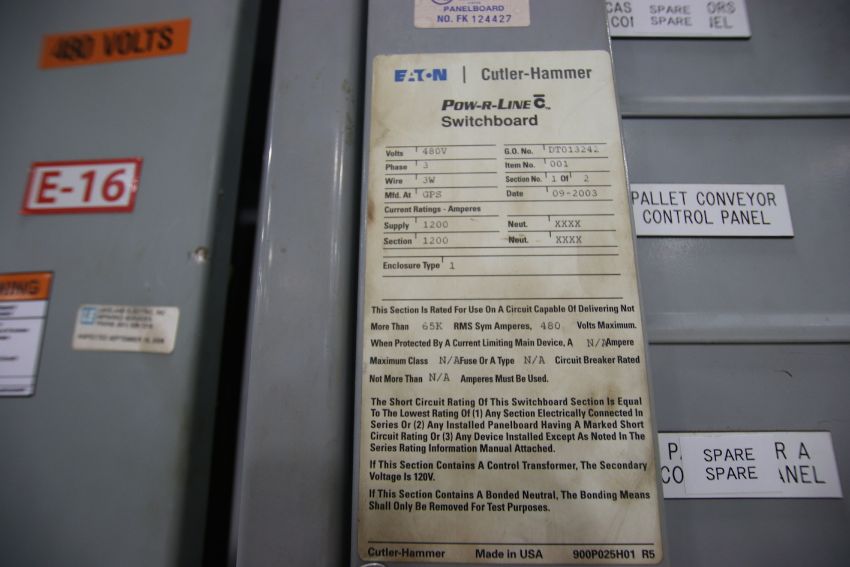 480 VOLTS
E-16
NING
INSPECTED SEPTEMBER
PANELBOARD
NO. FK 124427
EATON | Cutler-Hammer
POW-R-LINE C™
Switchboard
Volts 480V G.O. No. DT013242
Phase 3 Item No. 001
Wire 3W Section No. 1 Of 2
Mfd. At GPS Date 09-2003
Current Ratings - Amperes
Supply 1200 Neut. XXXX
Section 1200 Neut. XXXX
Enclosure Type 1
This Section Is Rated For Use On A Circuit Capable Of Delivering Not
More Than 65K RMS Sym Amperes, 480 Volts Maximum.
When Protected By A Current Limiting Main Device, A N/A Ampere
Maximum Class N/A Fuse Or A Type N/A Circuit Breaker Rated
Not More Than N/A Amperes Must Be Used.
The Short Circuit Rating Of This Switchboard Section Is Equal
To The Lowest Rating Of (1) Any Section Electrically Connected In
Series Or (2) Any Installed Panelboard Having A Marked Short
Circuit Rating Or (3) Any Device Installed Except As Noted In The
Series Rating Information Manual Attached.
If This Section Contains A Control Transformer, The Secondary
Voltage Is 120V.
If This Section Contains A Bonded Neutral, The Bonding Means
Shall Only Be Removed For Test Purposes.
Cutler-Hammer Made in USA 900P025H01 R5
CAS SPARE ORS
COI SPARE IEL
PALLET CONVEYOR
CONTROL PANEL
P SPARE R A
CO SPARE NEL